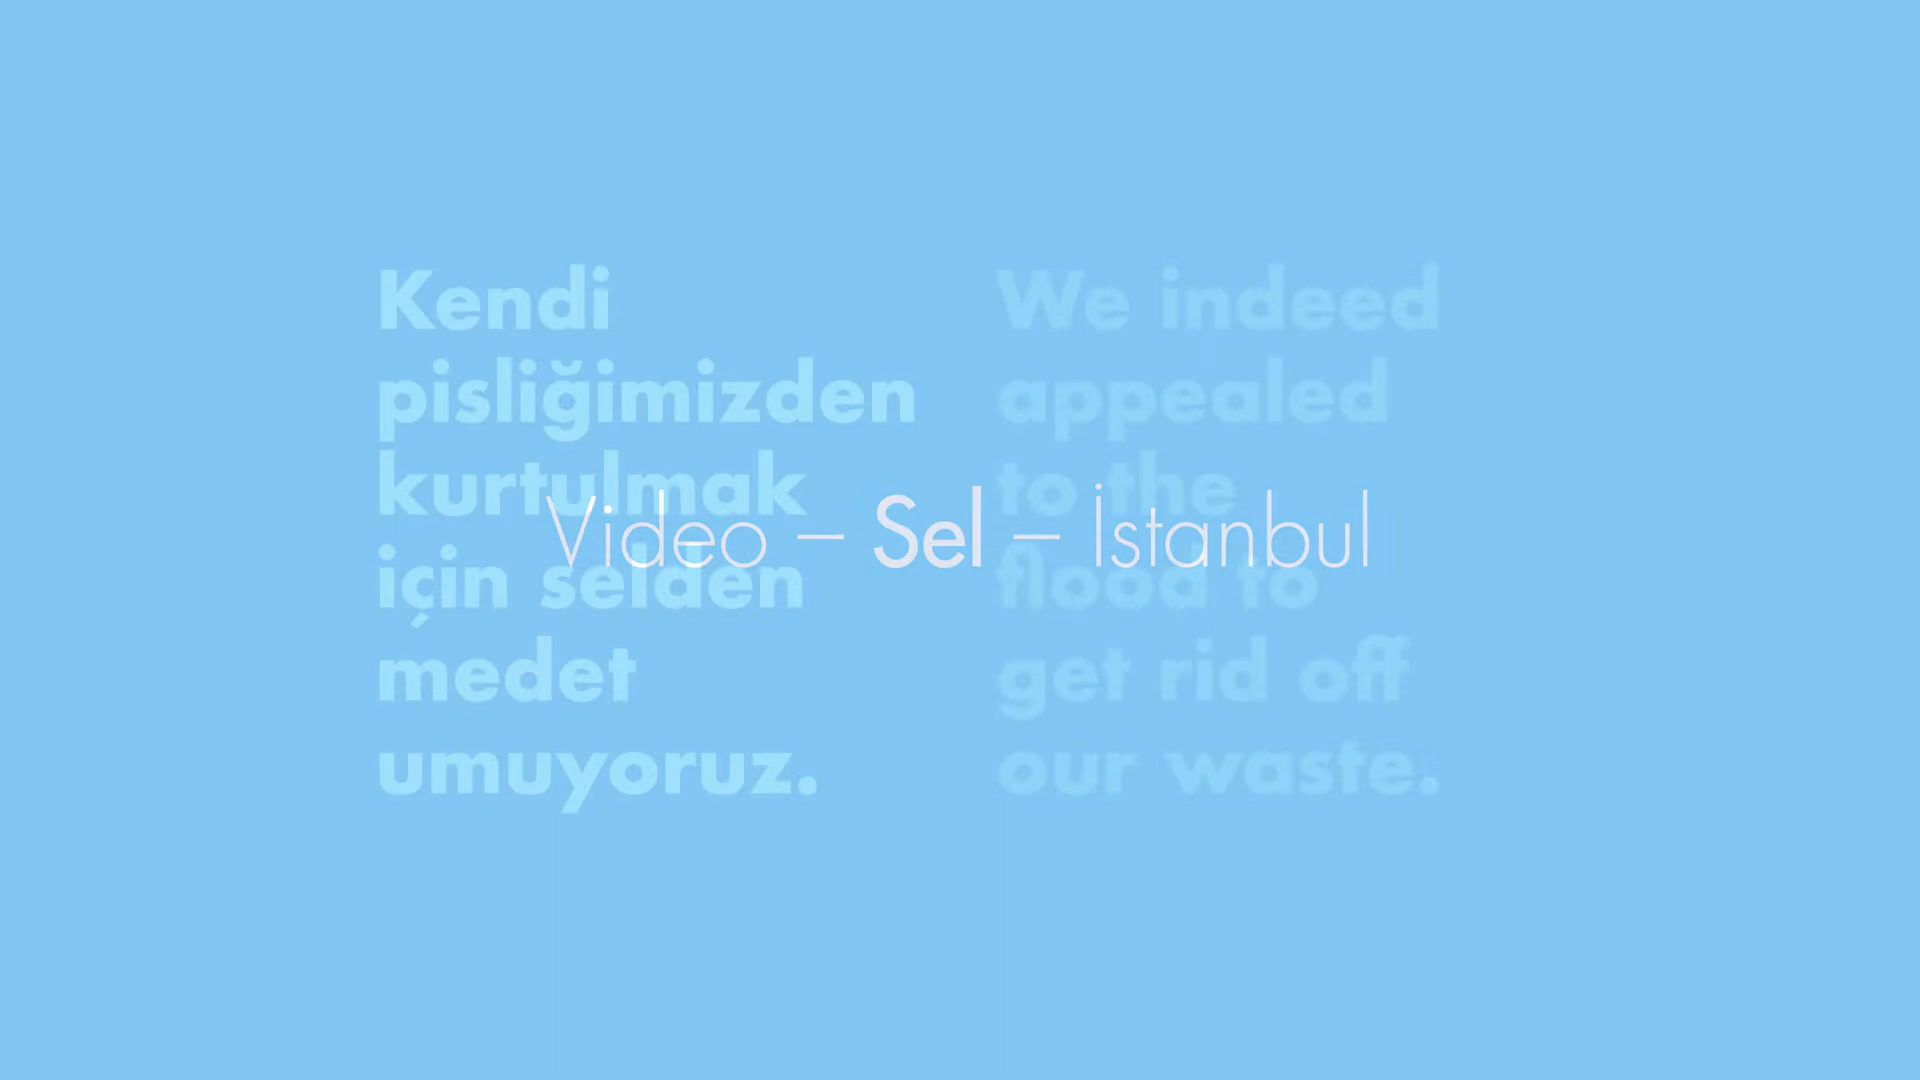 Kendi
pisliğimizden
kurtulmak
için selden
medet
umuyoruz.
We indeed
appealed
to the
flood to
get rid off
our waste.
Video – Sel – İstanbul